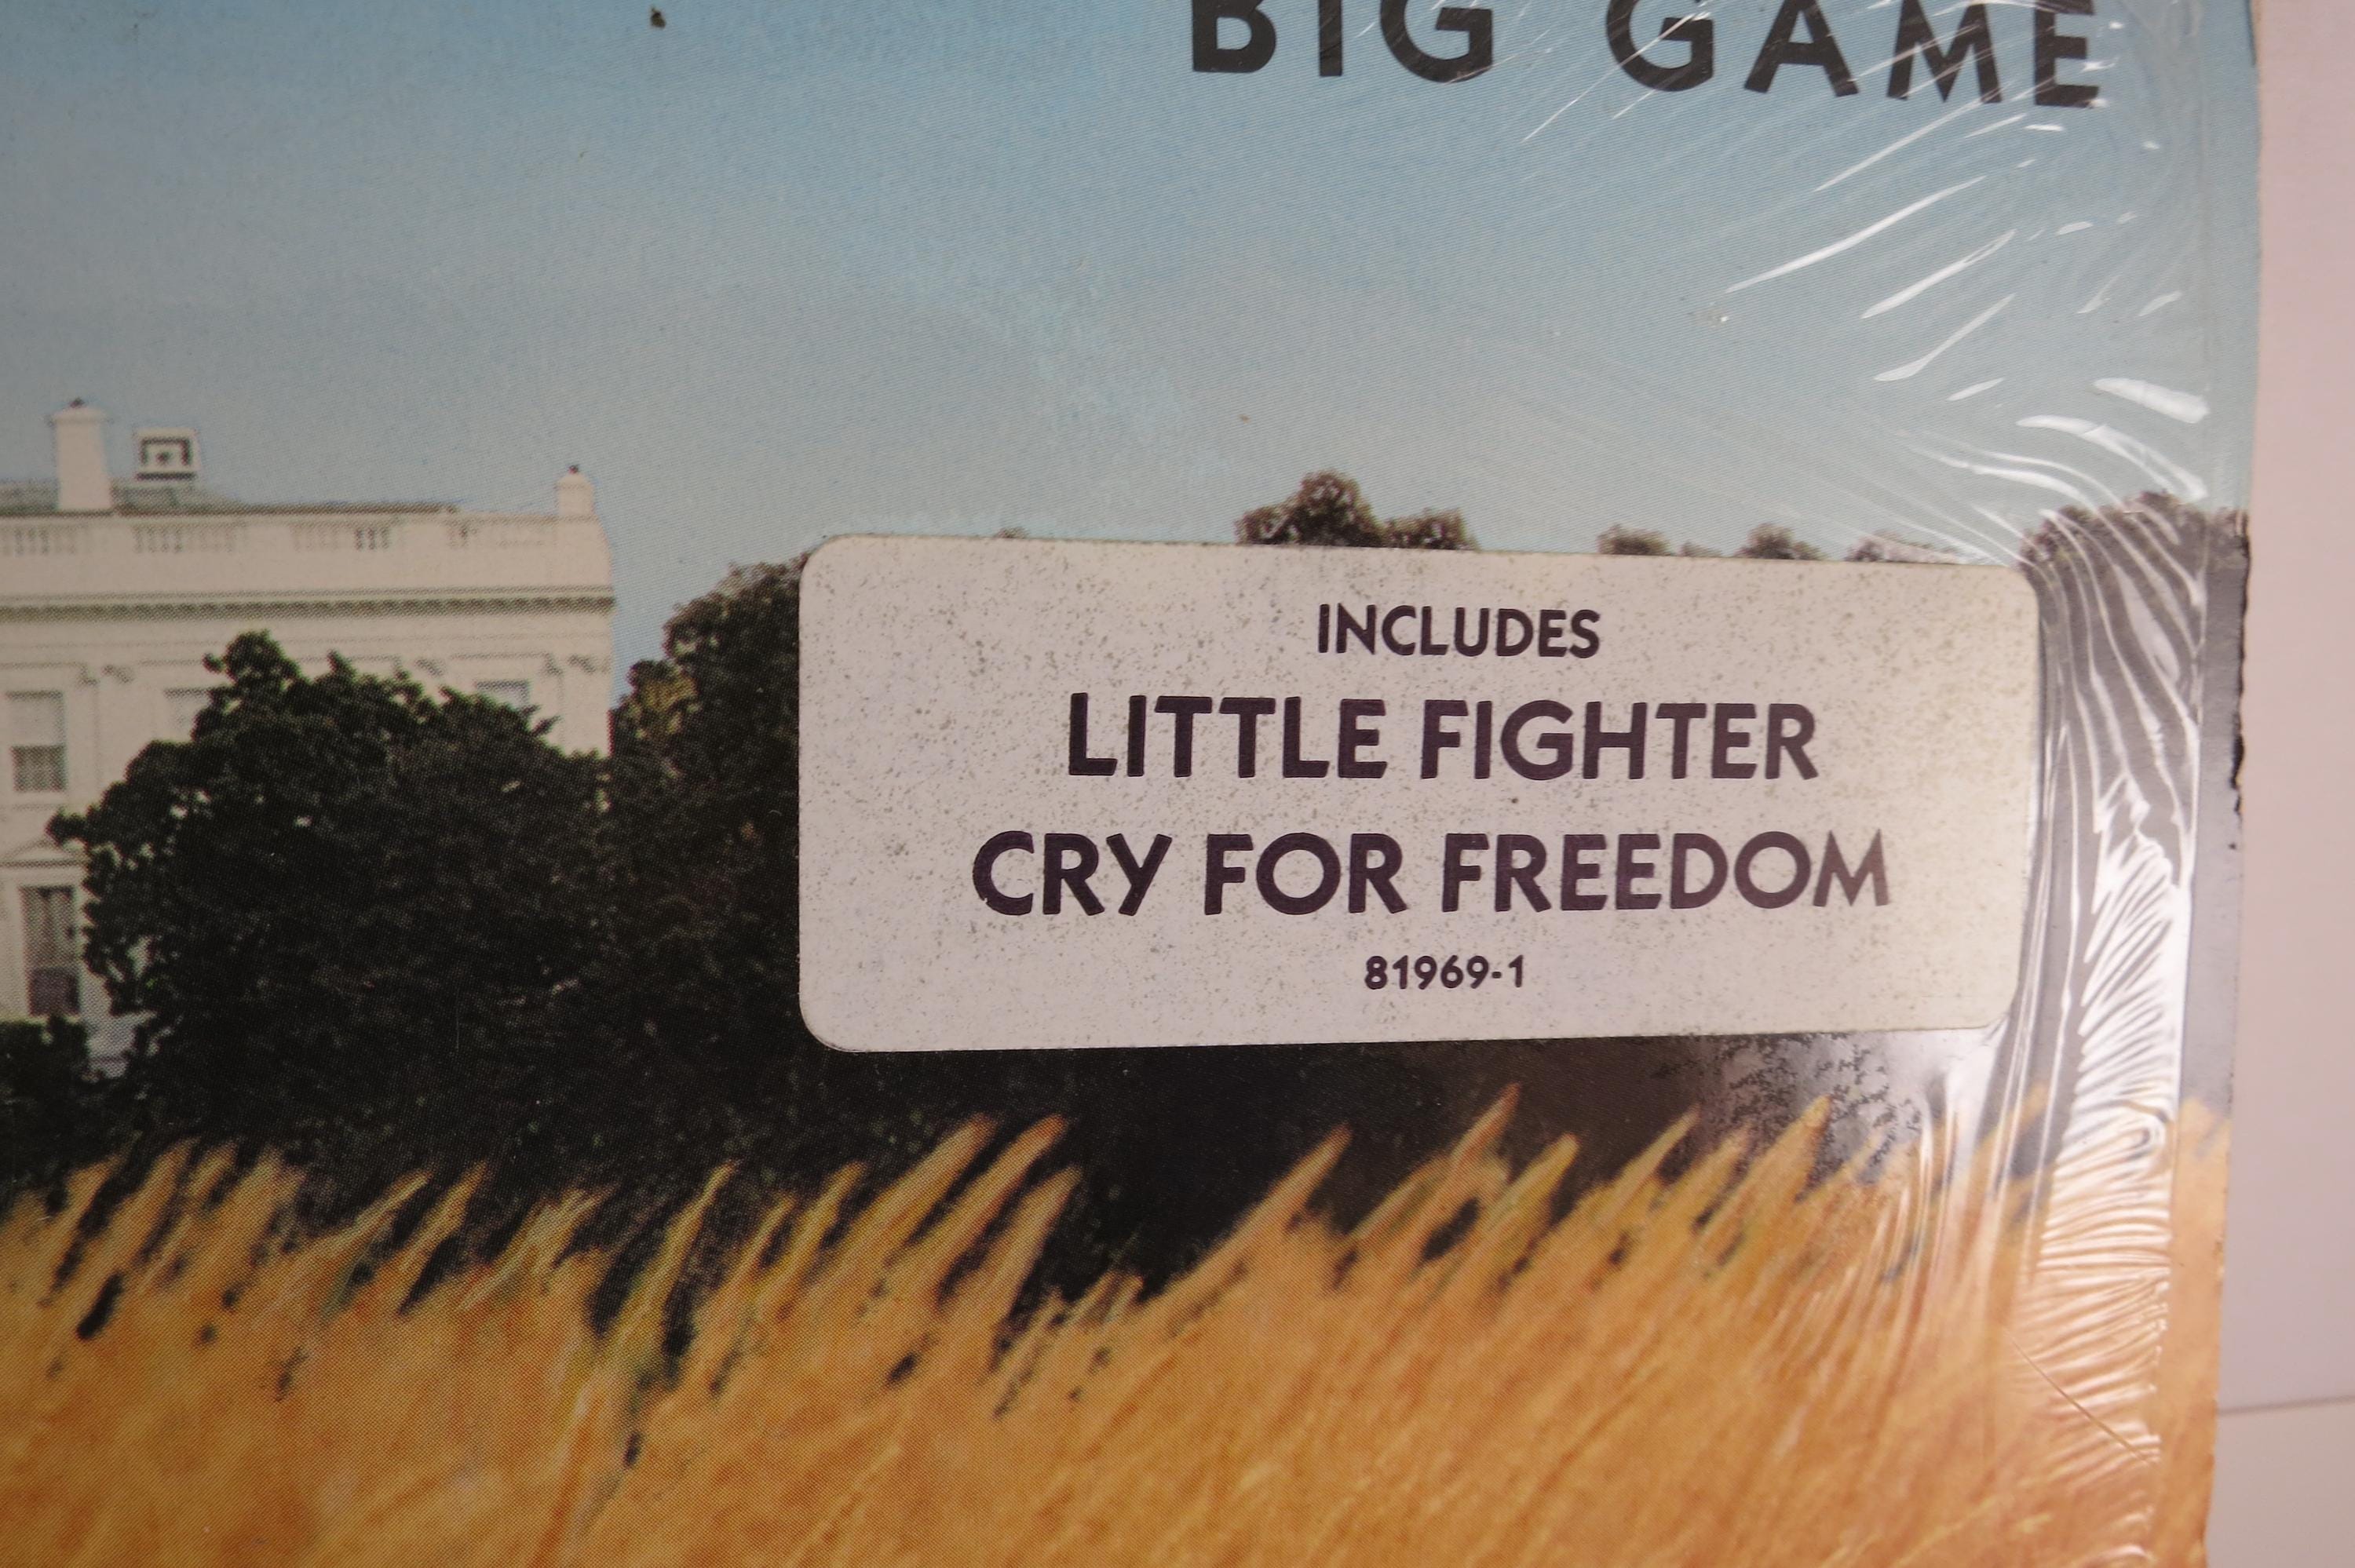 BIG GAME
INCLUDES
LITTLE FIGHTER
CRY FOR FREEDOM
81969-1